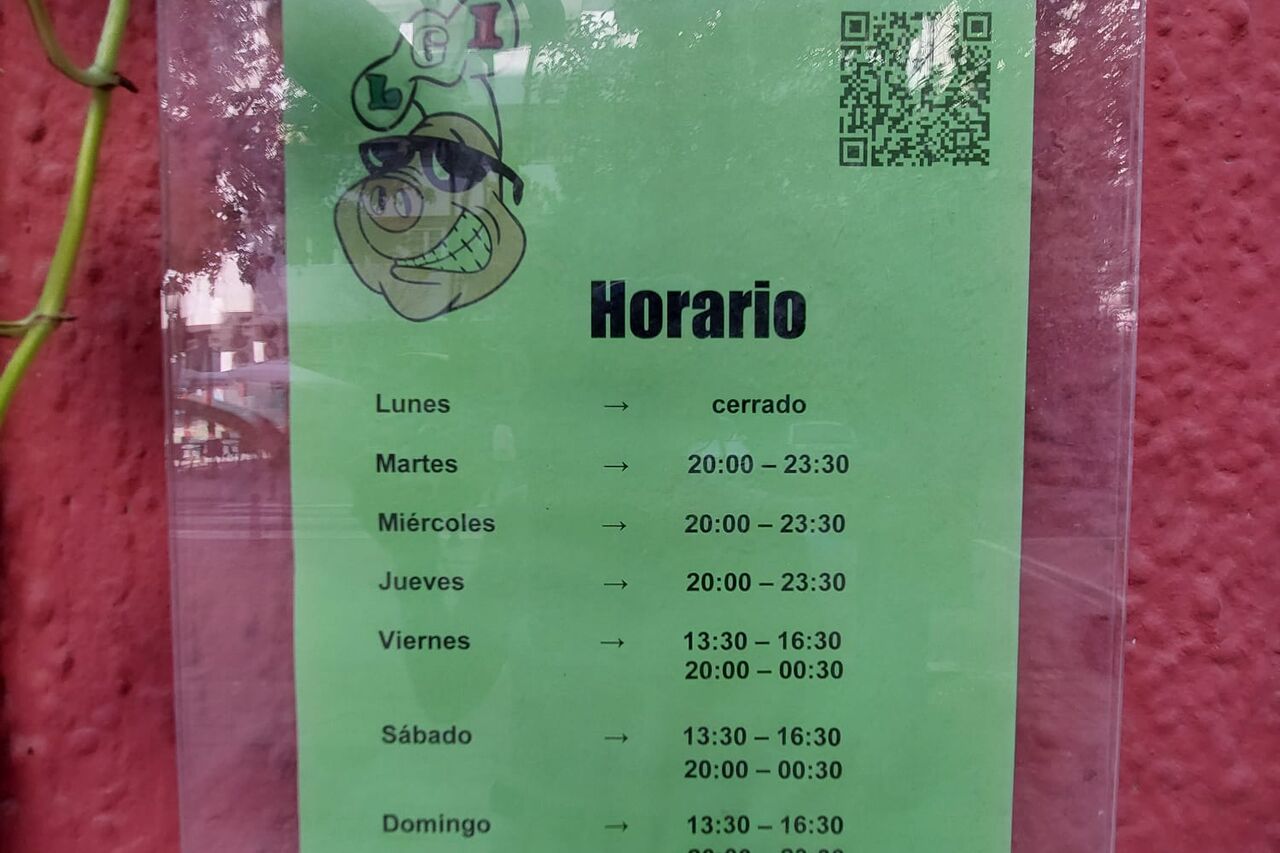 L G I
Horario
Lunes → cerrado
Martes → 20:00 – 23:30
Miércoles → 20:00 – 23:30
Jueves → 20:00 – 23:30
Viernes → 13:30 – 16:30
20:00 – 00:30
Sábado → 13:30 – 16:30
20:00 – 00:30
Domingo → 13:30 – 16:30